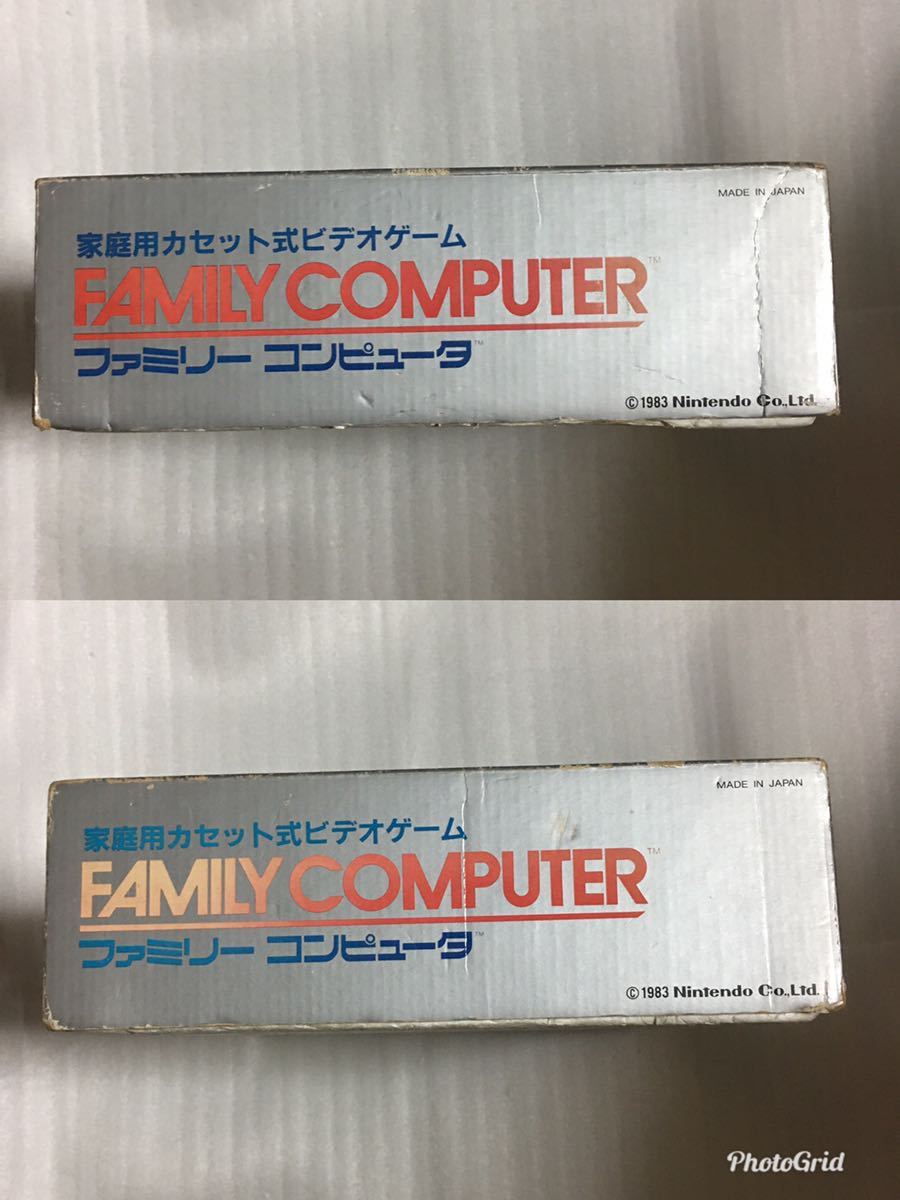 MADE IN JAPAN
家庭用カセット式ビデオゲーム
FAMILY COMPUTER™
ファミリー コンピュータ™
©1983 Nintendo Co.,Ltd.
MADE IN JAPAN
家庭用カセット式ビデオゲーム
FAMILY COMPUTER™
ファミリー コンピュータ™
©1983 Nintendo Co.,Ltd.
PhotoGrid